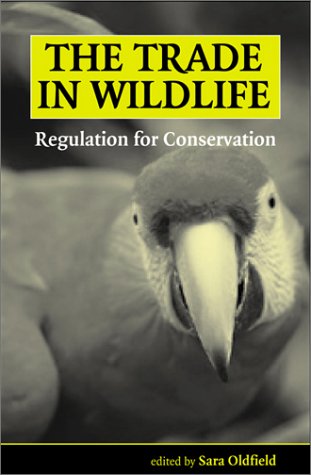 THE TRADE
IN WILDLIFE
Regulation for Conservation
edited by Sara Oldfield